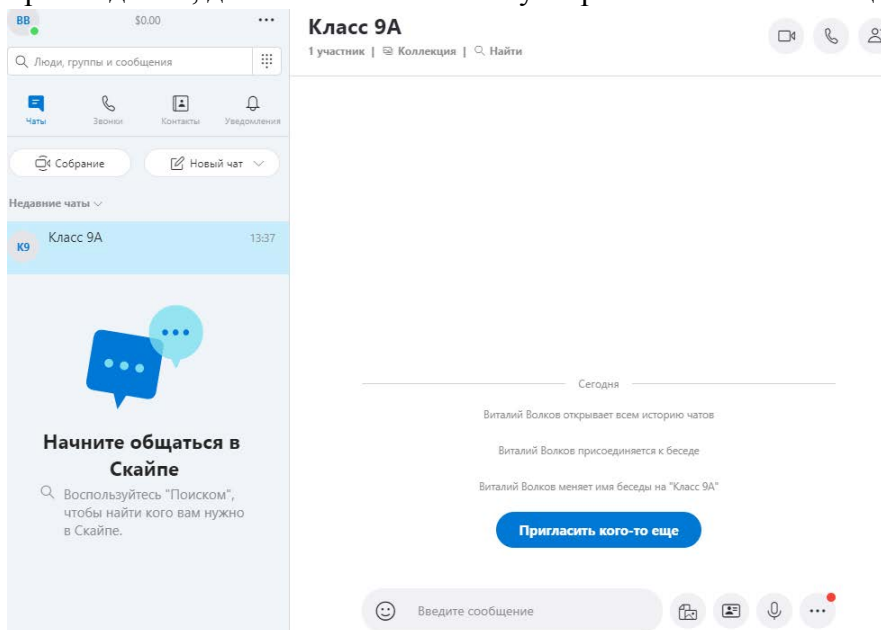 BB
$0.00
Люди, группы и сообщения
Чаты
Звонки
Контакты
Уведомления
Собрание
Новый чат
Недавние чаты
К9
Класс 9А
13:37
Начните общаться в
Скайпе
Воспользуйтесь "Поиском",
чтобы найти кого вам нужно
в Скайпе.
Класс 9А
1 участник | Коллекция | Найти
Сегодня
Виталий Волков открывает всем историю чатов
Виталий Волков присоединяется к беседе
Виталий Волков меняет имя беседы на "Класс 9А"
Пригласить кого-то еще
Введите сообщение